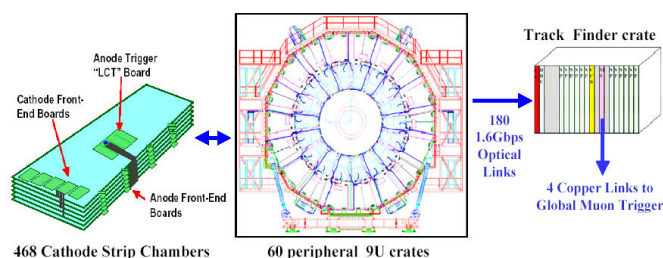 Anode Trigger
"LCT" Board
Cathode Front-
End Boards
Anode Front-End
Boards
468 Cathode Strip Chambers
60 peripheral 9U crates
Track Finder crate
180
1.6Gbps
Optical
Links
4 Copper Links to
Global Muon Trigger